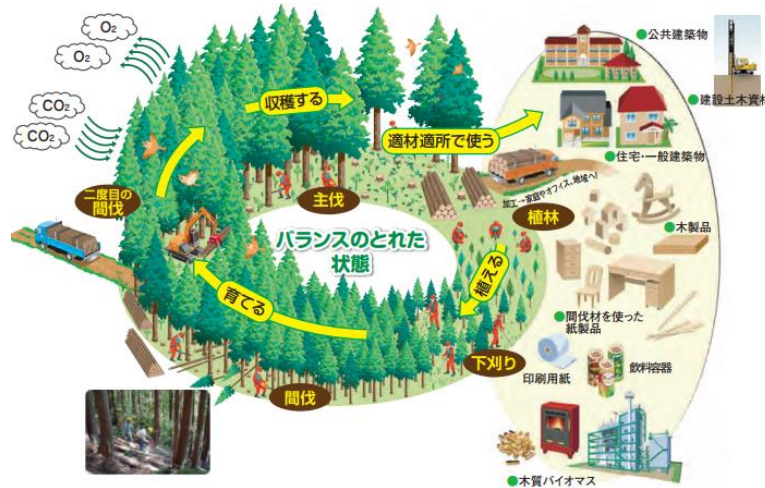 O₂
O₂
CO₂
CO₂
収穫する
適材適所で使う
主伐
二度目の
間伐
バランスのとれた
状態
育てる
間伐
植林
植える
下刈り
加工→家庭やオフィス、地域へ!
●公共建築物
●建設土木資材
●住宅・一般建築物
●木製品
●間伐材を使った
紙製品
印刷用紙
飲料容器
●木質バイオマス